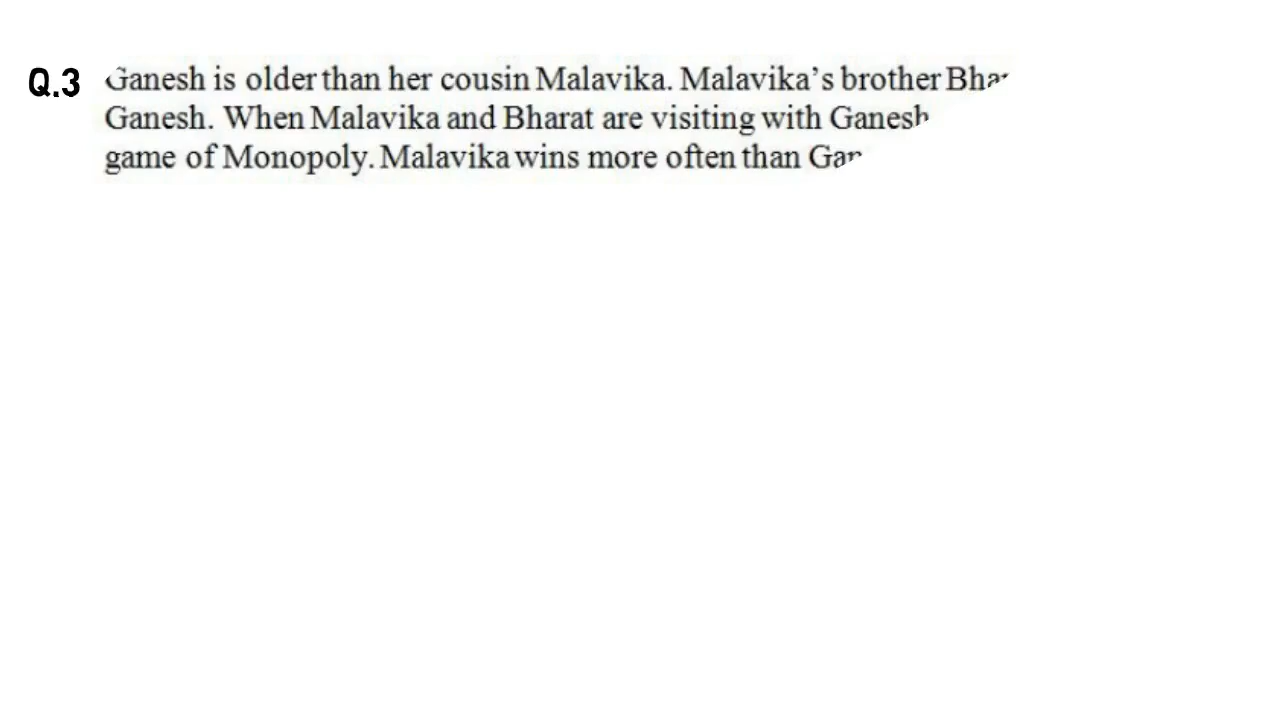 Q.3 Ganesh is older than her cousin Malavika. Malavika’s brother
Ganesh. When Malavika and Bharat are visiting with Ganesh
game of Monopoly. Malavika wins more often than